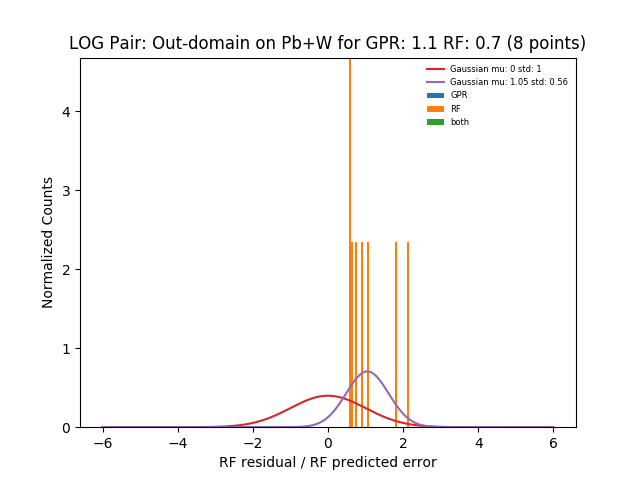 LOG Pair: Out-domain on Pb+W for GPR: 1.1 RF: 0.7 (8 points)
Gaussian mu: 0 std: 1
Gaussian mu: 1.05 std: 0.56
GPR
RF
both
Normalized Counts
4
3
2
1
0
−6 −4 −2 0 2 4 6
RF residual / RF predicted error